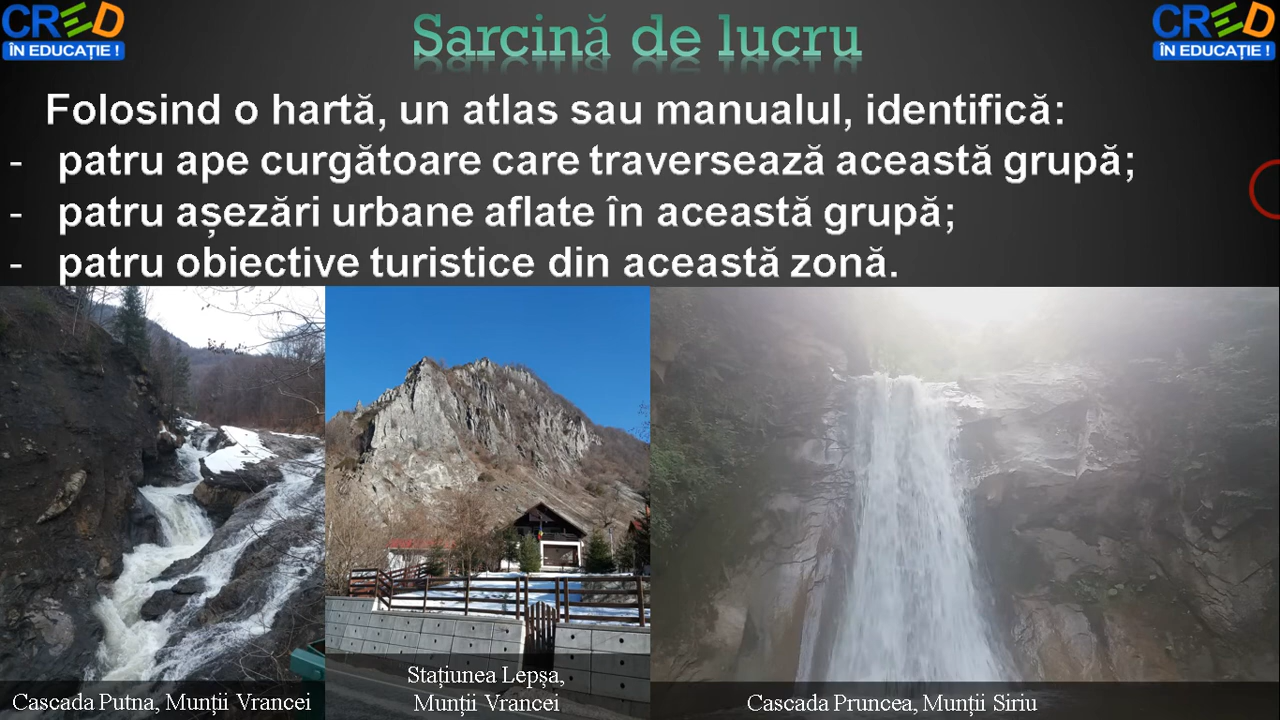 CRED
ÎN EDUCAȚIE !
Sarcină de lucru
CRED
ÎN EDUCAȚIE !
Folosind o hartă, un atlas sau manualul, identifică:
- patru ape curgătoare care traversează această grupă;
- patru așezări urbane aflate în această grupă;
- patru obiective turistice din această zonă.
Cascada Putna, Munții Vrancei
Stațiunea Lepșa,
Munții Vrancei
Cascada Pruncea, Munții Siriu